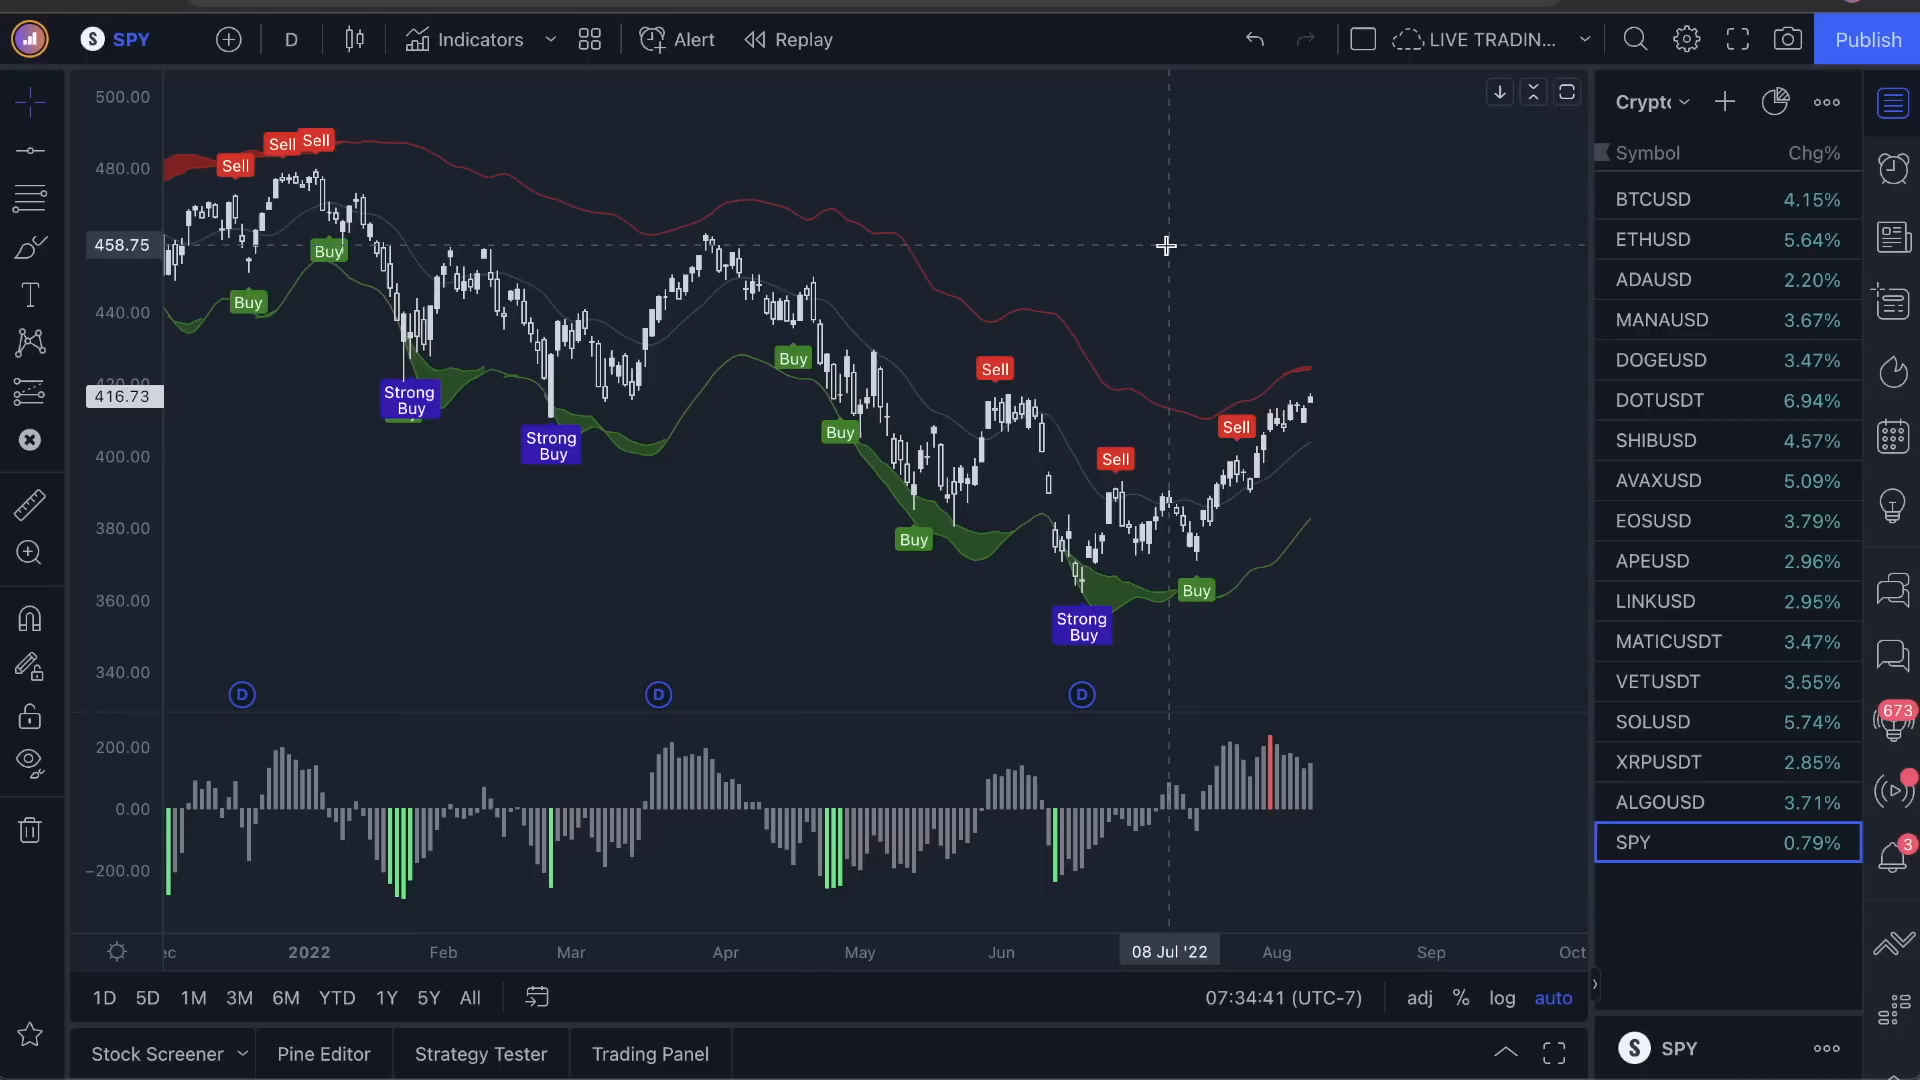 S SPY
D
Indicators
Alert
Replay
LIVE TRADIN...
Publish
500.00
480.00
458.75
440.00
416.73
400.00
380.00
360.00
340.00
200.00
0.00
−200.00
Sell
Sell
Sell
Buy
Buy
Strong
Buy
Strong
Buy
Buy
Buy
Buy
Sell
Sell
Strong
Buy
Buy
Sell
D
D
D
2022
Feb
Mar
Apr
May
Jun
08 Jul '22
Aug
Sep
Oct
1D 5D 1M 3M 6M YTD 1Y 5Y All
07:34:41 (UTC-7)
adj % log auto
Stock Screener
Pine Editor
Strategy Tester
Trading Panel
Symbol Chg%
BTCUSD 4.15%
ETHUSD 5.64%
ADAUSD 2.20%
MANAUSD 3.67%
DOGEUSD 3.47%
DOTUSDT 6.94%
SHIBUSD 4.57%
AVAXUSD 5.09%
EOSUSD 3.79%
APEUSD 2.96%
LINKUSD 2.95%
MATICUSDT 3.47%
VETUSDT 3.55%
SOLUSD 5.74%
XRPUSDT 2.85%
ALGOUSD 3.71%
SPY 0.79%
S SPY
673
3